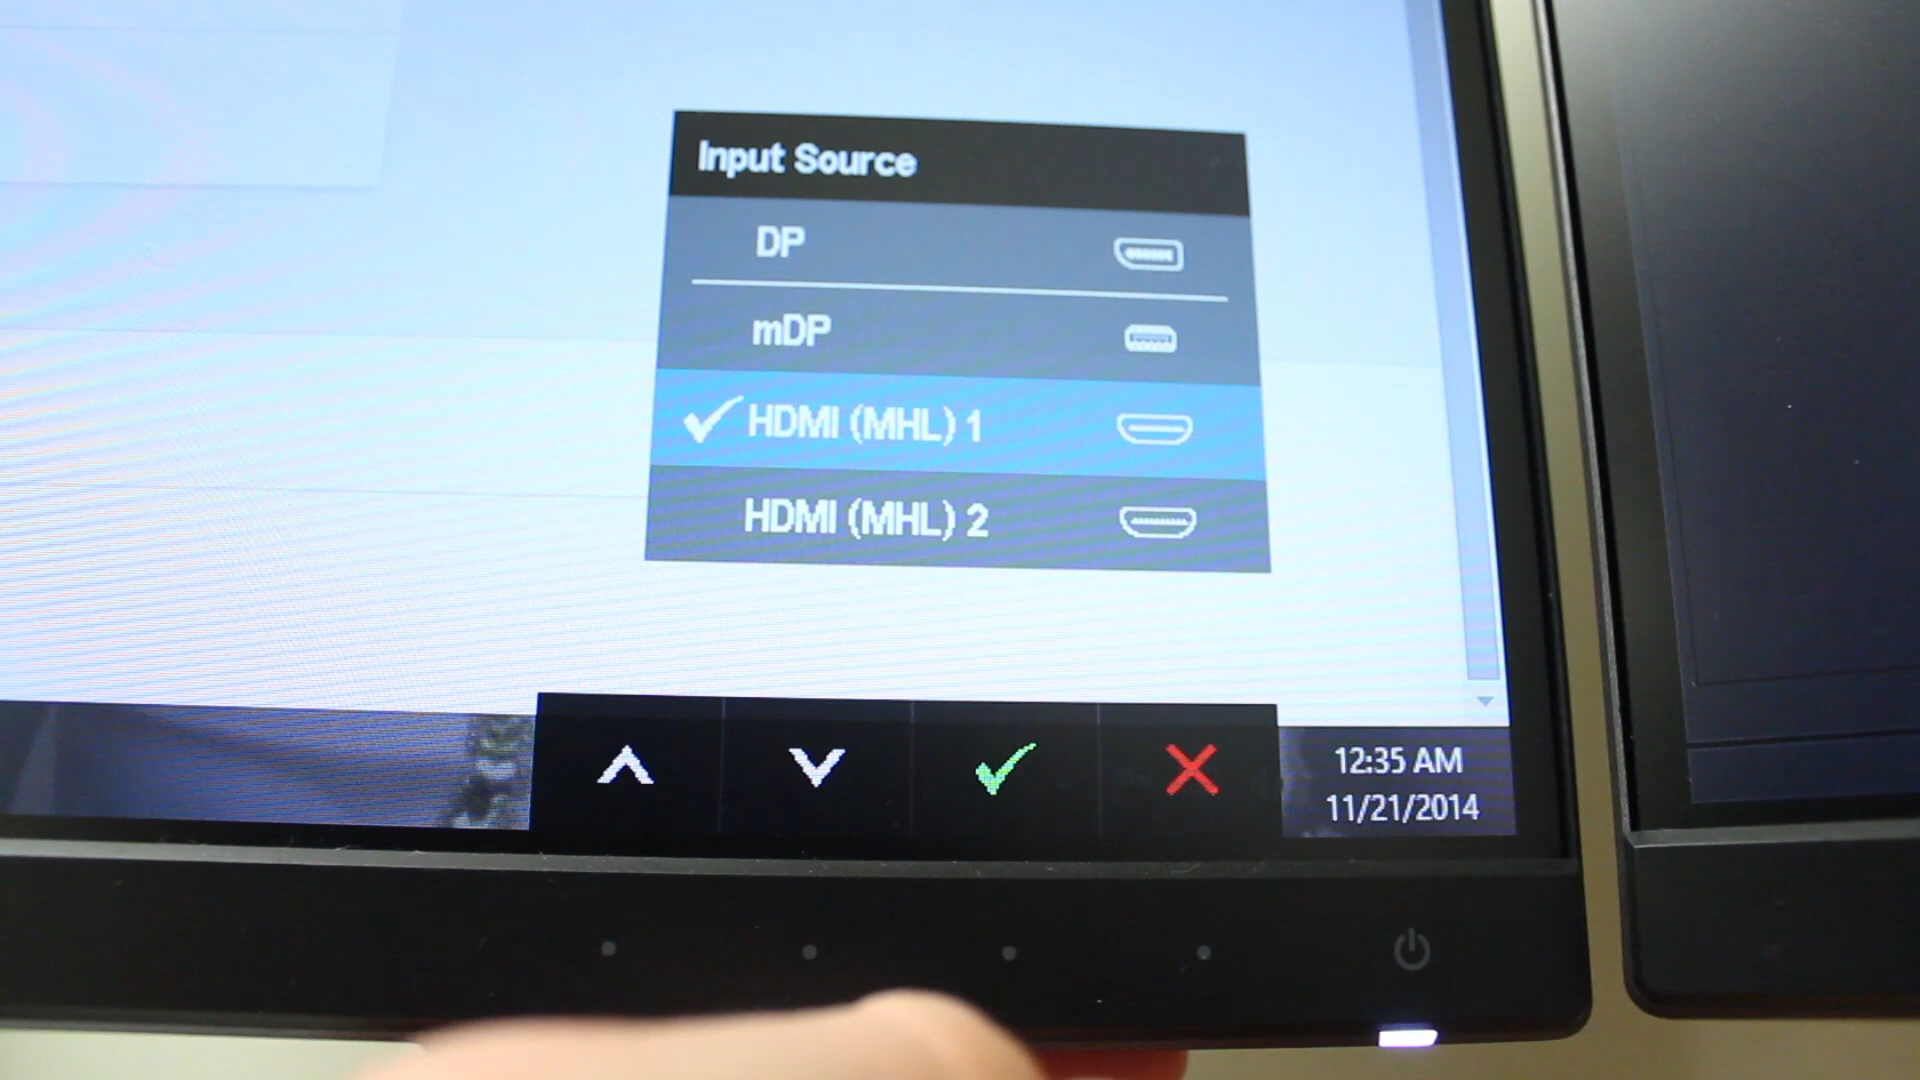 Input Source
DP
mDP
HDMI (MHL) 1
HDMI (MHL) 2
12:35 AM
11/21/2014